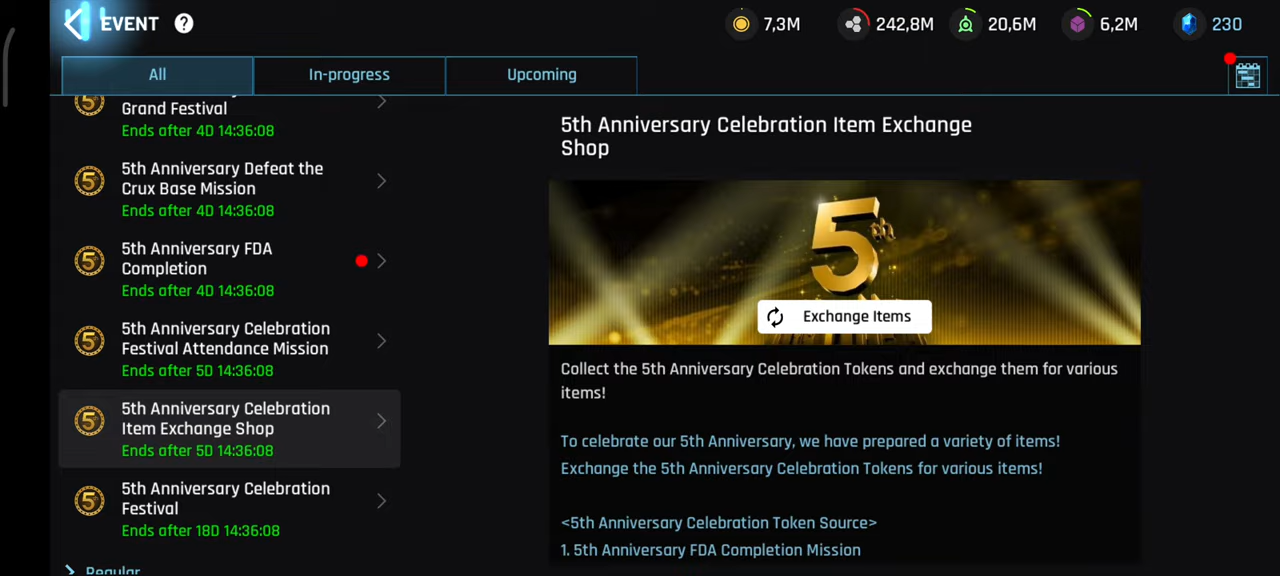 EVENT ?
7,3M
242,8M
20,6M
6,2M
230
All
In-progress
Upcoming
Grand Festival
Ends after 4D 14:36:08
5th Anniversary Defeat the
Crux Base Mission
Ends after 4D 14:36:08
5th Anniversary FDA
Completion
Ends after 4D 14:36:08
5th Anniversary Celebration
Festival Attendance Mission
Ends after 5D 14:36:08
5th Anniversary Celebration
Item Exchange Shop
Ends after 5D 14:36:08
5th Anniversary Celebration
Festival
Ends after 18D 14:36:08
Regular
5th Anniversary Celebration Item Exchange
Shop
5th
Exchange Items
Collect the 5th Anniversary Celebration Tokens and exchange them for various
items!
To celebrate our 5th Anniversary, we have prepared a variety of items!
Exchange the 5th Anniversary Celebration Tokens for various items!
<5th Anniversary Celebration Token Source>
1. 5th Anniversary FDA Completion Mission